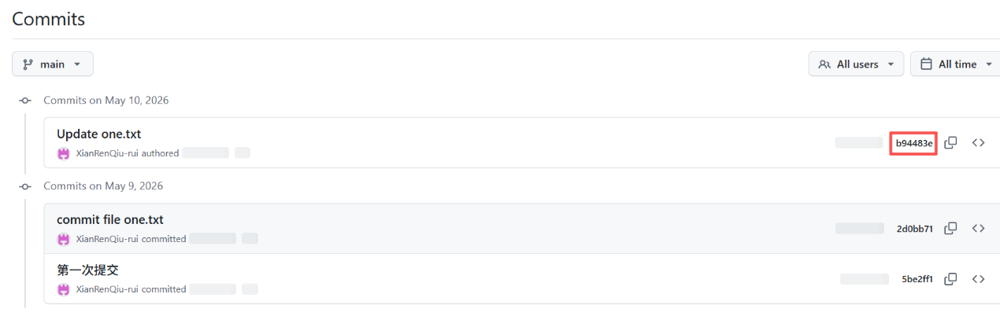 Commits
main
All users
All time
Commits on May 10, 2026
Update one.txt
XianRenQiu-rui authored
b94483e
Commits on May 9, 2026
commit file one.txt
XianRenQiu-rui committed
2d0bb71
第一次提交
XianRenQiu-rui committed
5be2ff1